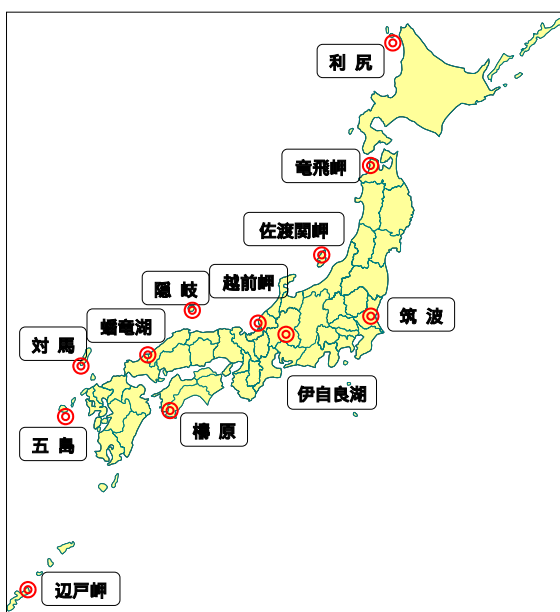 利 尻
竜飛岬
佐渡関岬
越前岬
隠 岐
蟠竜湖
筑 波
対 馬
伊自良湖
檮 原
五 島
辺戸岬